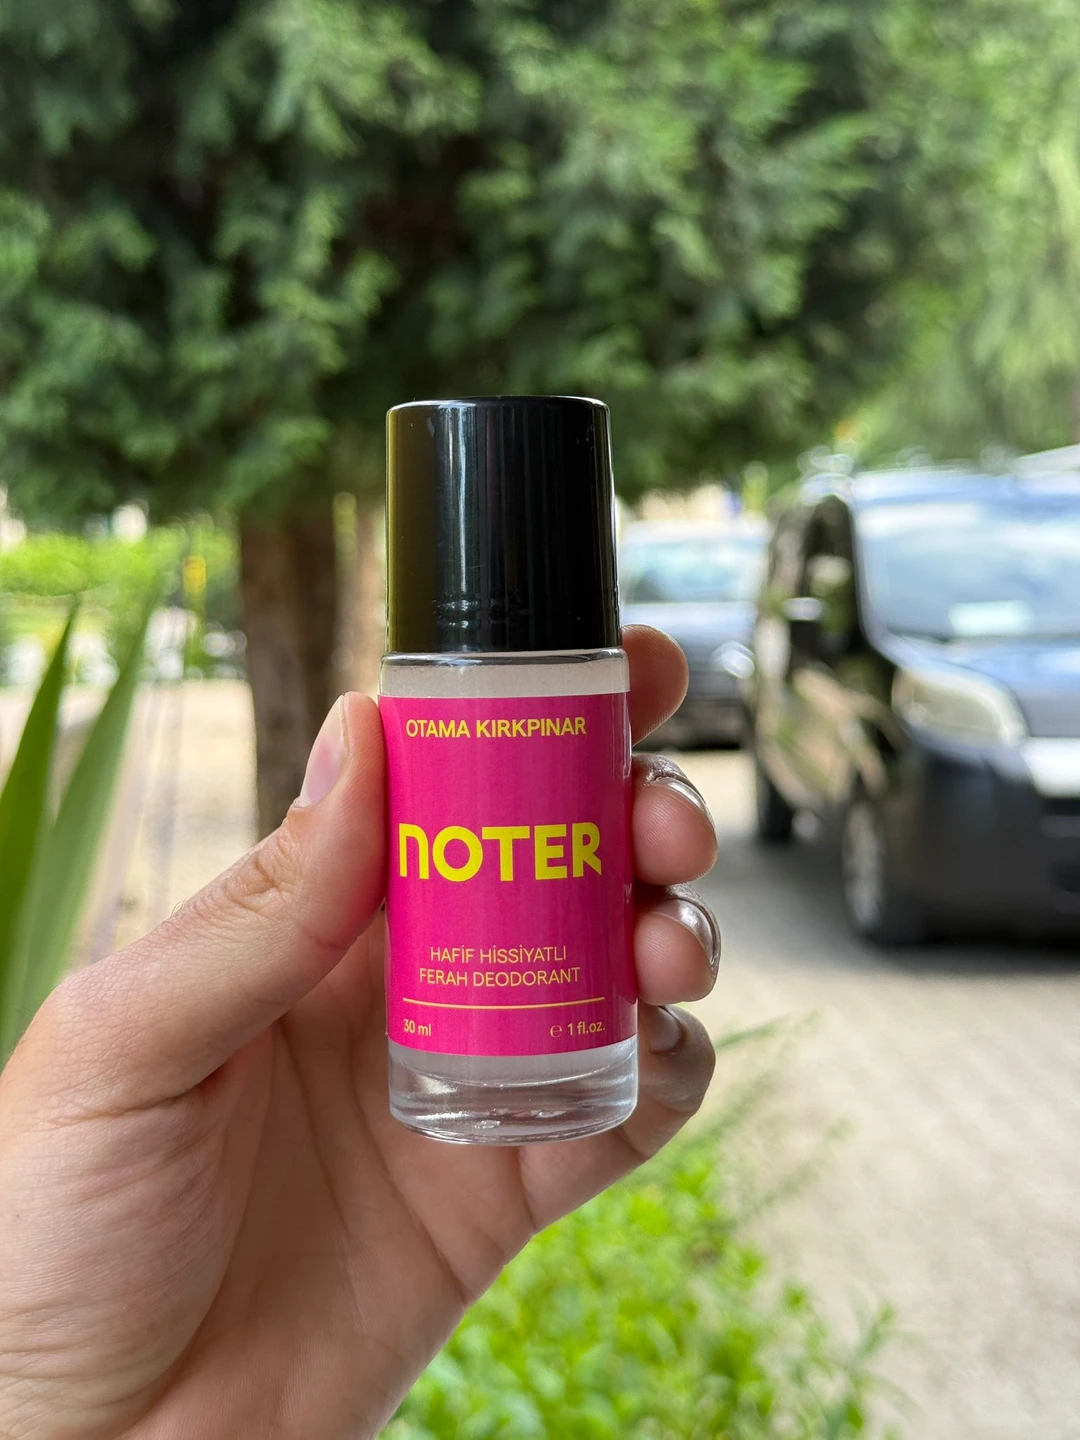 OTAMA KIRKPINAR
NOTER
HAFİF HİSSİYATLI
FERAH DEODORANT
30 ml
℮ 1 fl.oz.